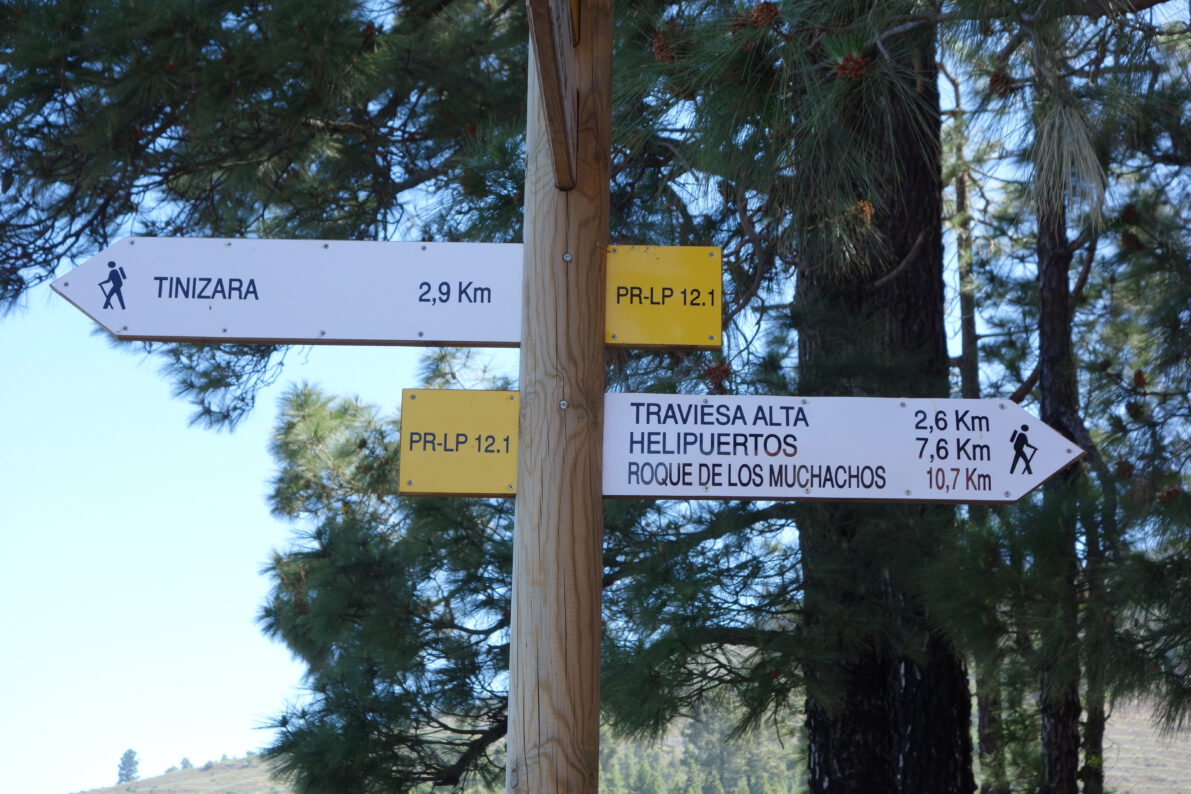 TINIZARA 2,9 Km
PR-LP 12.1
PR-LP 12.1
TRAVIESA ALTA 2,6 Km
HELIPUERTOS 7,6 Km
ROQUE DE LOS MUCHACHOS 10,7 Km